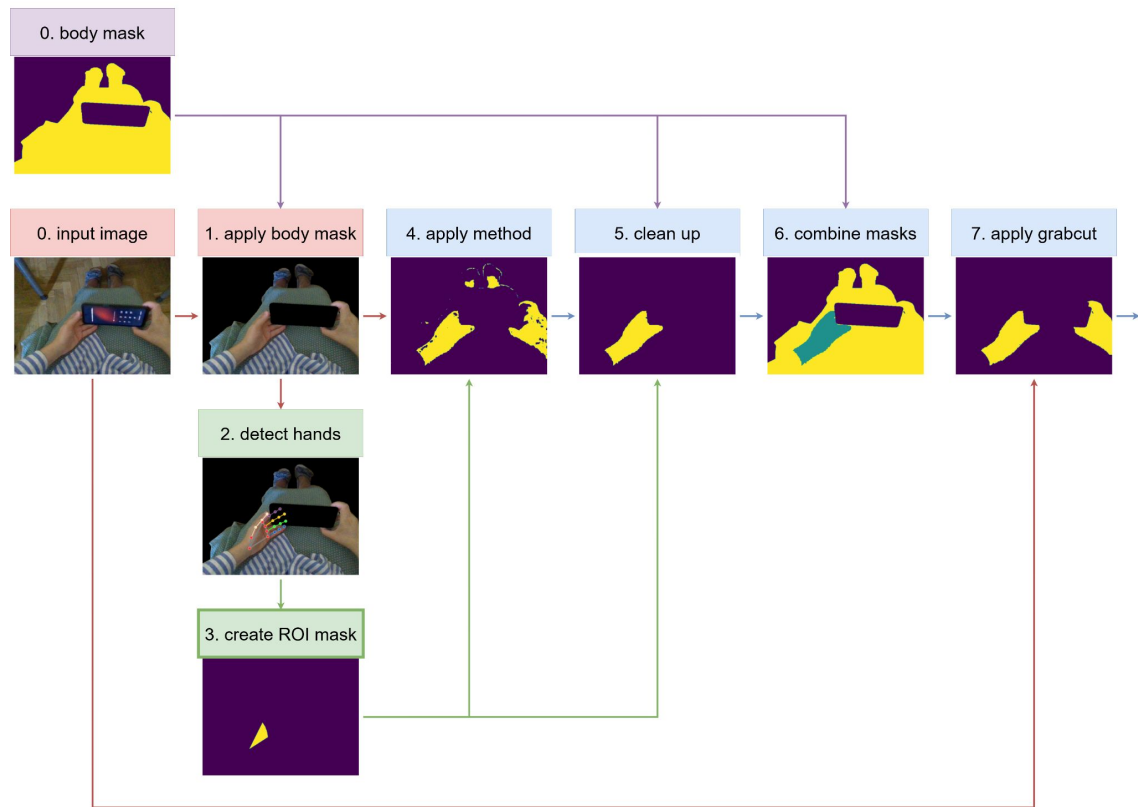 0. body mask
0. input image
1. apply body mask
4. apply method
5. clean up
6. combine masks
7. apply grabcut
2. detect hands
3. create ROI mask